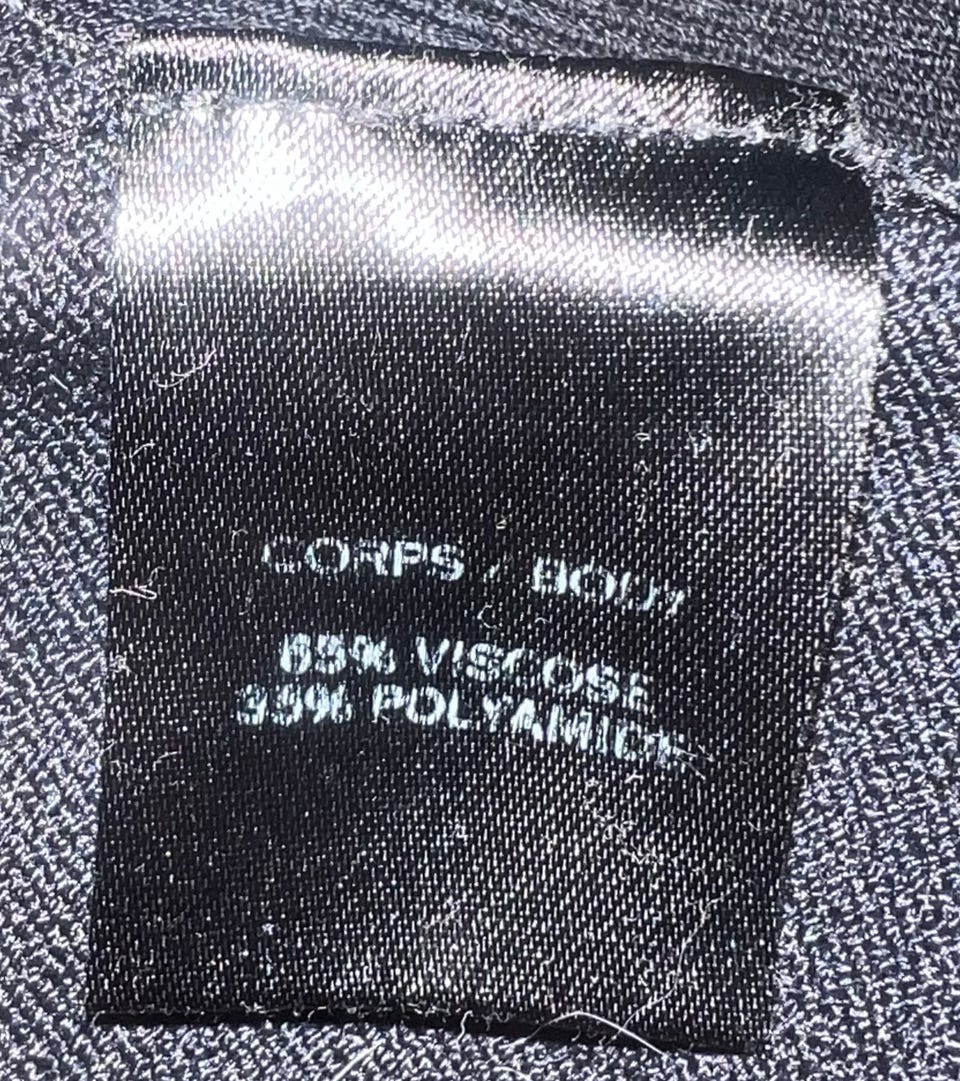 CORPS / BODY
65% VISCOSE
35% POLYAMIDE